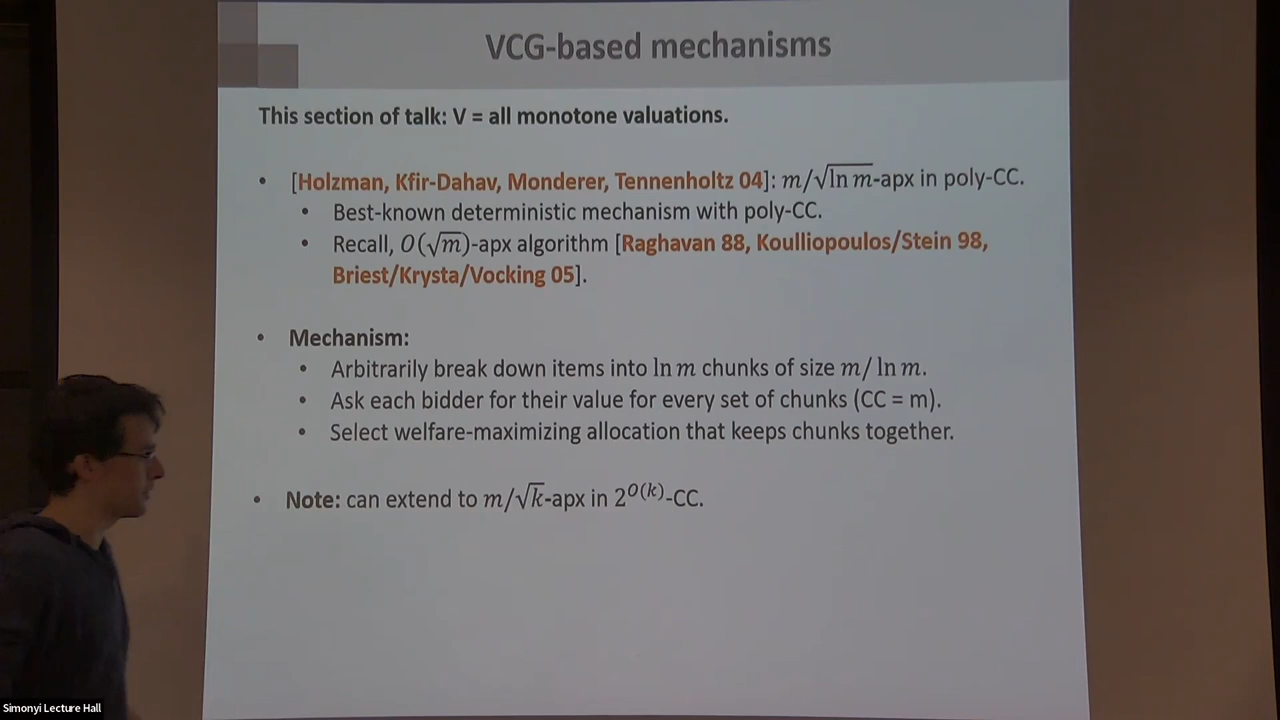 VCG-based mechanisms
This section of talk: V = all monotone valuations.
• [Holzman, Kfir-Dahav, Monderer, Tennenholtz 04]: m/√ln m-apx in poly-CC.
• Best-known deterministic mechanism with poly-CC.
• Recall, O(√m)-apx algorithm [Raghavan 88, Koulliopoulos/Stein 98,
Briest/Krysta/Vocking 05].
• Mechanism:
• Arbitrarily break down items into ln m chunks of size m/ ln m.
• Ask each bidder for their value for every set of chunks (CC = m).
• Select welfare-maximizing allocation that keeps chunks together.
• Note: can extend to m/√k-apx in 2^O(k)-CC.
Simonyi Lecture Hall